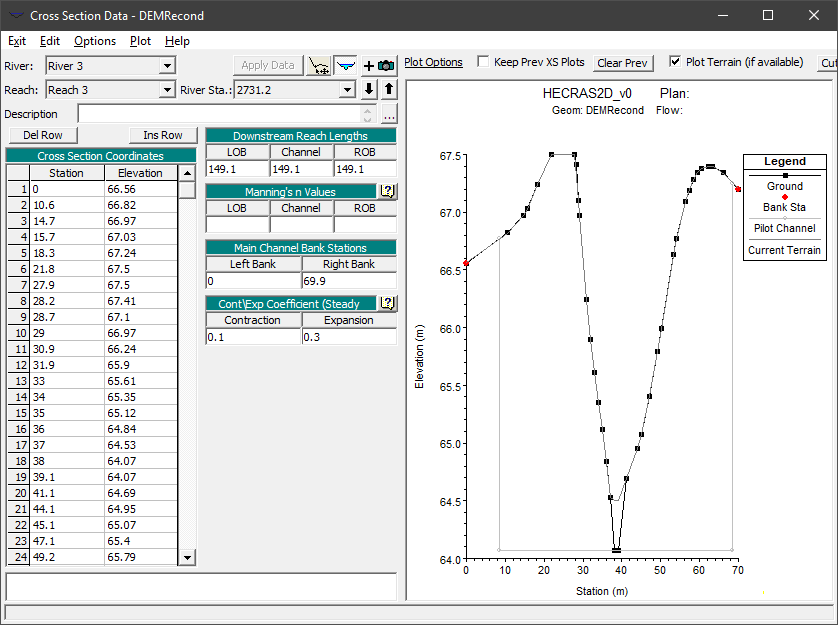 Cross Section Data - DEMRecond
Exit Edit Options Plot Help
River: River 3 Apply Data Plot Options Keep Prev XS Plots Clear Prev Plot Terrain (if available)
Reach: Reach 3 River Sta.: 2731.2
Description ...
Del Row Ins Row
Cross Section Coordinates
Station Elevation
1 0 66.56
2 10.6 66.82
3 14.7 66.97
4 15.7 67.03
5 18.3 67.24
6 21.8 67.5
7 27.9 67.5
8 28.2 67.41
9 28.7 67.1
10 29 66.97
11 30.9 66.24
12 31.9 65.9
13 33 65.61
14 34 65.35
15 35 65.12
16 36 64.84
17 37 64.53
18 38 64.07
19 39.1 64.07
20 41.1 64.69
21 44.1 64.95
22 45.1 65.07
23 47.1 65.4
24 49.2 65.79
Downstream Reach Lengths
LOB Channel ROB
149.1 149.1 149.1
Manning's n Values
LOB Channel ROB
Main Channel Bank Stations
Left Bank Right Bank
0 69.9
Cont\Exp Coefficient (Steady
Contraction Expansion
0.1 0.3
HECRAS2D_v0 Plan:
Geom: DEMRecond Flow:
67.5
67.0
66.5
66.0
65.5
65.0
64.5
64.0
Elevation (m)
0 10 20 30 40 50 60 70
Station (m)
Legend
Ground
Bank Sta
Pilot Channel
Current Terrain